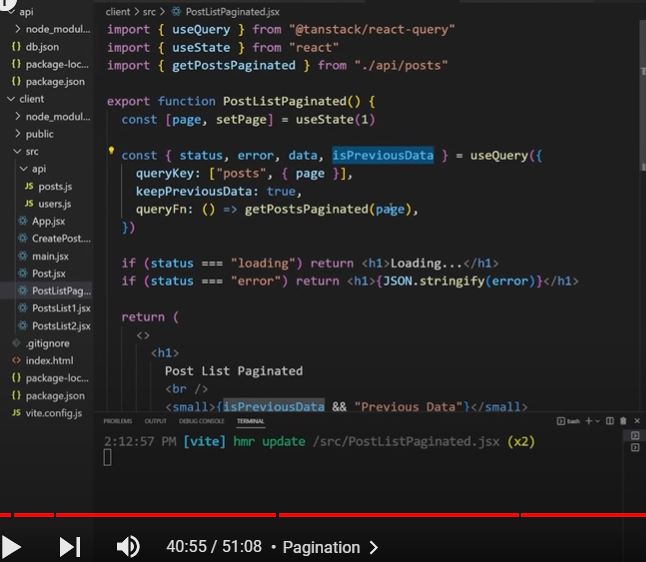 api
node_modul...
db.json
package-loc...
package.json
client
node_modul...
public
src
api
posts.js
users.js
App.jsx
CreatePost....
main.jsx
Post.jsx
PostListPag...
PostsList1.jsx
PostsList2.jsx
.gitignore
index.html
package-loc...
package.json
vite.config.js
client > src > PostListPaginated.jsx
import { useQuery } from "@tanstack/react-query"
import { useState } from "react"
import { getPostsPaginated } from "./api/posts"
export function PostListPaginated() {
const [page, setPage] = useState(1)
const { status, error, data, isPreviousData } = useQuery({
queryKey: ["posts", { page }],
keepPreviousData: true,
queryFn: () => getPostsPaginated(page),
})
if (status === "loading") return <h1>Loading...</h1>
if (status === "error") return <h1>{JSON.stringify(error)}</h1>
return (
<>
<h1>
Post List Paginated
<br />
<small>{isPreviousData && "Previous Data"}</small>
PROBLEMS OUTPUT DEBUG CONSOLE TERMINAL bash
2:12:57 PM [vite] hmr update /src/PostListPaginated.jsx (x2)
40:55 / 51:08 • Pagination